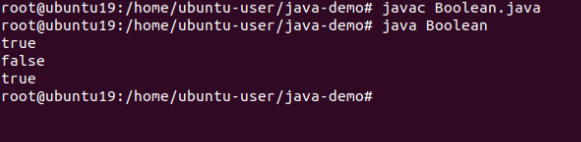 root@ubuntu19:/home/ubuntu-user/java-demo# javac Boolean.java
root@ubuntu19:/home/ubuntu-user/java-demo# java Boolean
true
false
true
root@ubuntu19:/home/ubuntu-user/java-demo#